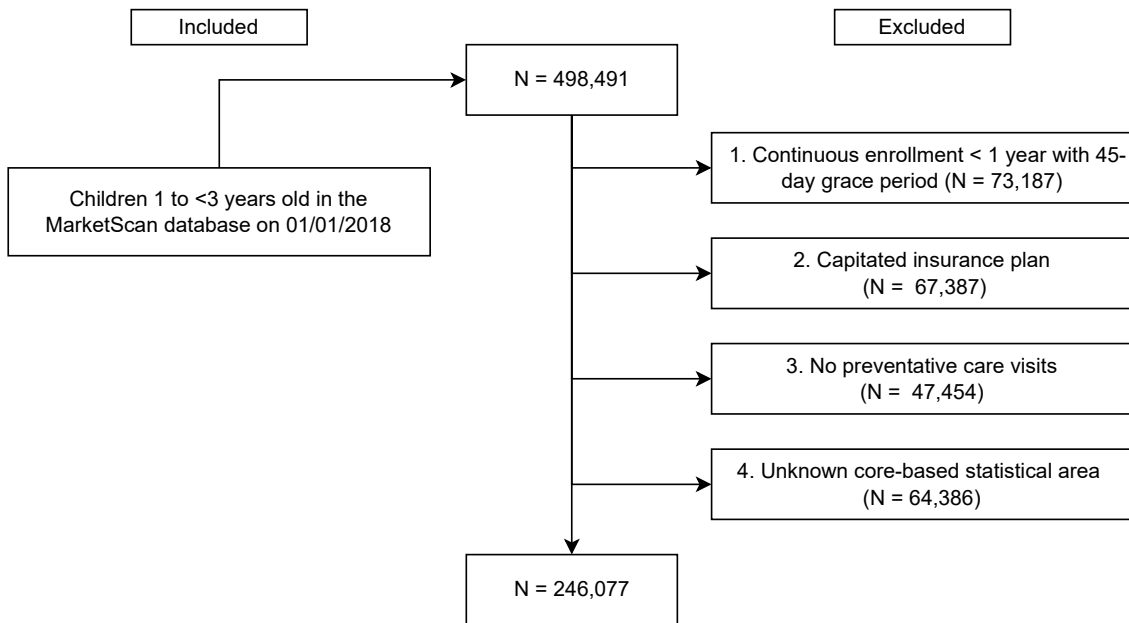 Included
Excluded
N = 498,491
Children 1 to <3 years old in the
MarketScan database on 01/01/2018
1. Continuous enrollment < 1 year with 45-
day grace period (N = 73,187)
2. Capitated insurance plan
(N =  67,387)
3. No preventative care visits
(N =  47,454)
4. Unknown core-based statistical area
(N = 64,386)
N = 246,077